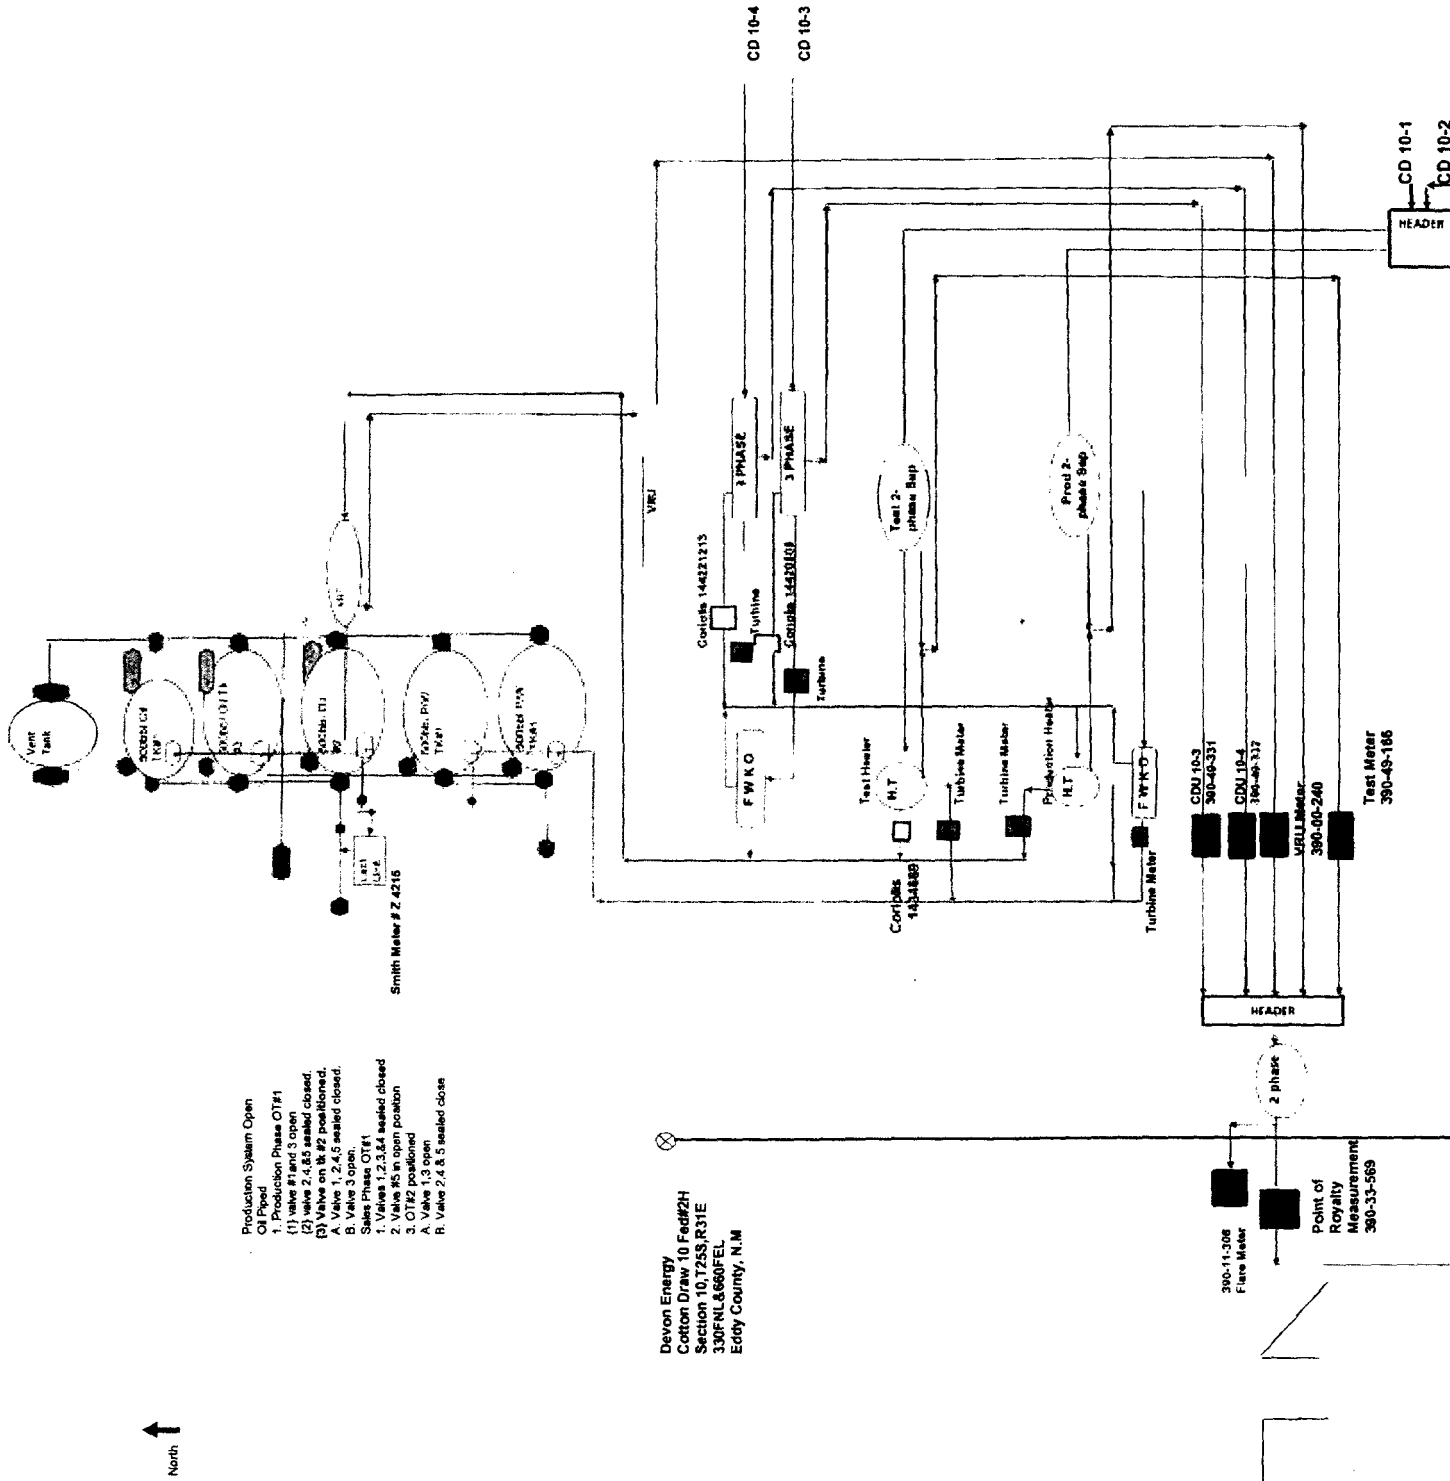 CD 10-4
CD 10-3
CD 10-1
CD 10-2
HEADER
Vent
Tank
VRU
3 PHASE
3 PHASE
Test 2-
phase Sep
Prod 2-
phase Sep
Coriolis 144221213
Turbine
Coriolis
Turbine
F W K O
Test Heater
H.T
Turbine Meter
Turbine Meter
Production Heater
H.T
F W K O
Coriolis
Turbine Meter
Smith Meter # Z 4215
CDU 10-3
390-49-331
CDU 10-4
390-49-337
VRU Meter
390-00-240
Test Meter
390-49-166
HEADER
2 phase
390-11-306
Flare Meter
Point of
Royalty
Measurement
390-33-569
Production System Open
Oil Piped
1. Production Phase OT#1
(1) valve #1and 3 open
(2) valve 2,4,&5 sealed closed.
(3) Valve on tk #2 positioned.
A. Valve 1, 2,4,5 sealed closed.
B. Valve 3 open.
Sales Phase OT#1
1. Valves 1,2,3,&4 sealed closed
2. Valve #5 in open position
3. OT#2 positioned
A. Valve 1,3 open
B. Valve 2,4 & 5 sealed close
Devon Energy
Cotton Draw 10 Fed#2H
Section 10,T25S,R31E
330FNL&660FEL
Eddy County, N.M
North